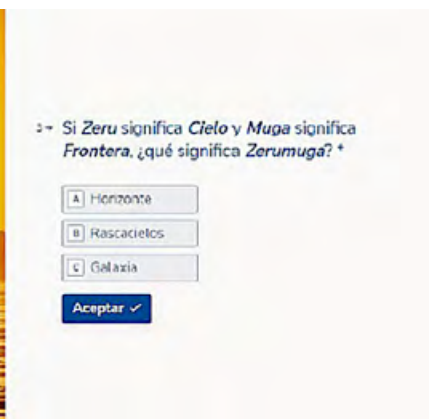 3→ Si Zeru significa Cielo y Muga significa
Frontera, ¿qué significa Zerumuga? *
A Horizonte
B Rascacielos
C Galaxia
Aceptar ✓